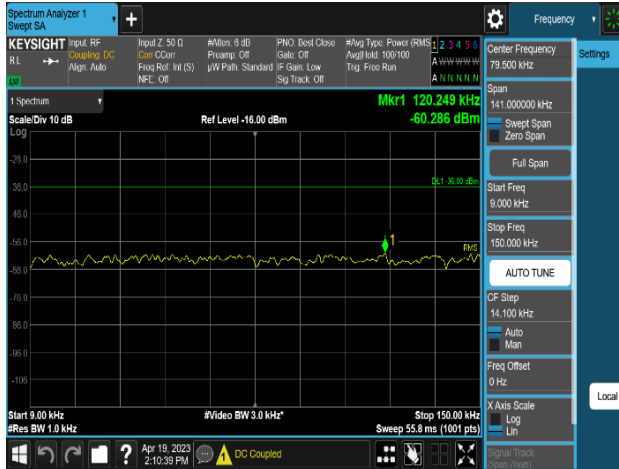 Spectrum Analyzer 1
Swept SA
Frequency
KEYSIGHT
Input: RF
Input Z: 50 Ω
#Atten: 6 dB
PNO: Best Close
#Avg Type: Power (RMS
1 2 3 4 5 6
R L
Coupling: DC
Corr CCorr
Preamp: Off
Gate: Off
Avg|Hold: 100/100
A W W W W W
Align: Auto
Freq Ref: Int (S)
µW Path: Standard
IF Gain: Low
Trig: Free Run
NFE: Off
Sig Track: Off
A N N N N N
1 Spectrum
Mkr1 120.249 kHz
Scale/Div 10 dB
Ref Level -16.00 dBm
-60.286 dBm
Log
-26.0
DL1 -36.00 dBm
-36.0
-46.0
-56.0
1
RMS
-66.0
-76.0
-86.0
-96.0
-106
Start 9.00 kHz
#Video BW 3.0 kHz*
Stop 150.00 kHz
#Res BW 1.0 kHz
Sweep 55.8 ms (1001 pts)
Apr 19, 2023
2:10:39 PM
DC Coupled
Center Frequency
79.500 kHz
Settings
Span
141.000000 kHz
Swept Span
Zero Span
Full Span
Start Freq
9.000 kHz
Stop Freq
150.000 kHz
AUTO TUNE
CF Step
14.100 kHz
Auto
Man
Freq Offset
0 Hz
Local
X Axis Scale
Log
Lin
Signal Track
(Span Zoom)